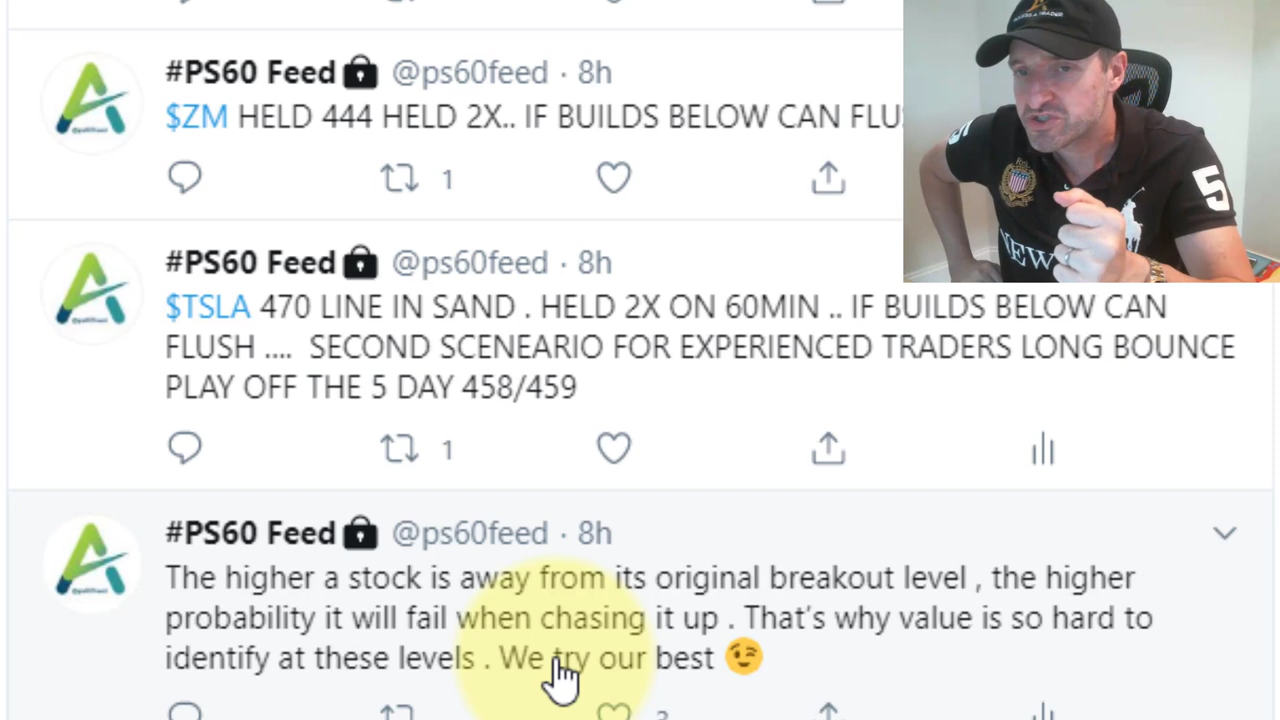 #PS60 Feed @ps60feed · 8h
$ZM HELD 444 HELD 2X.. IF BUILDS BELOW CAN
1
#PS60 Feed @ps60feed · 8h
$TSLA 470 LINE IN SAND . HELD 2X ON 60MIN .. IF BUILDS BELOW CAN
FLUSH .... SECOND SCENEARIO FOR EXPERIENCED TRADERS LONG BOUNCE
PLAY OFF THE 5 DAY 458/459
1
#PS60 Feed @ps60feed · 8h
The higher a stock is away from its original breakout level , the higher
probability it will fail when chasing it up . That's why value is so hard to
identify at these levels . We try our best 😉
5
5
NEW